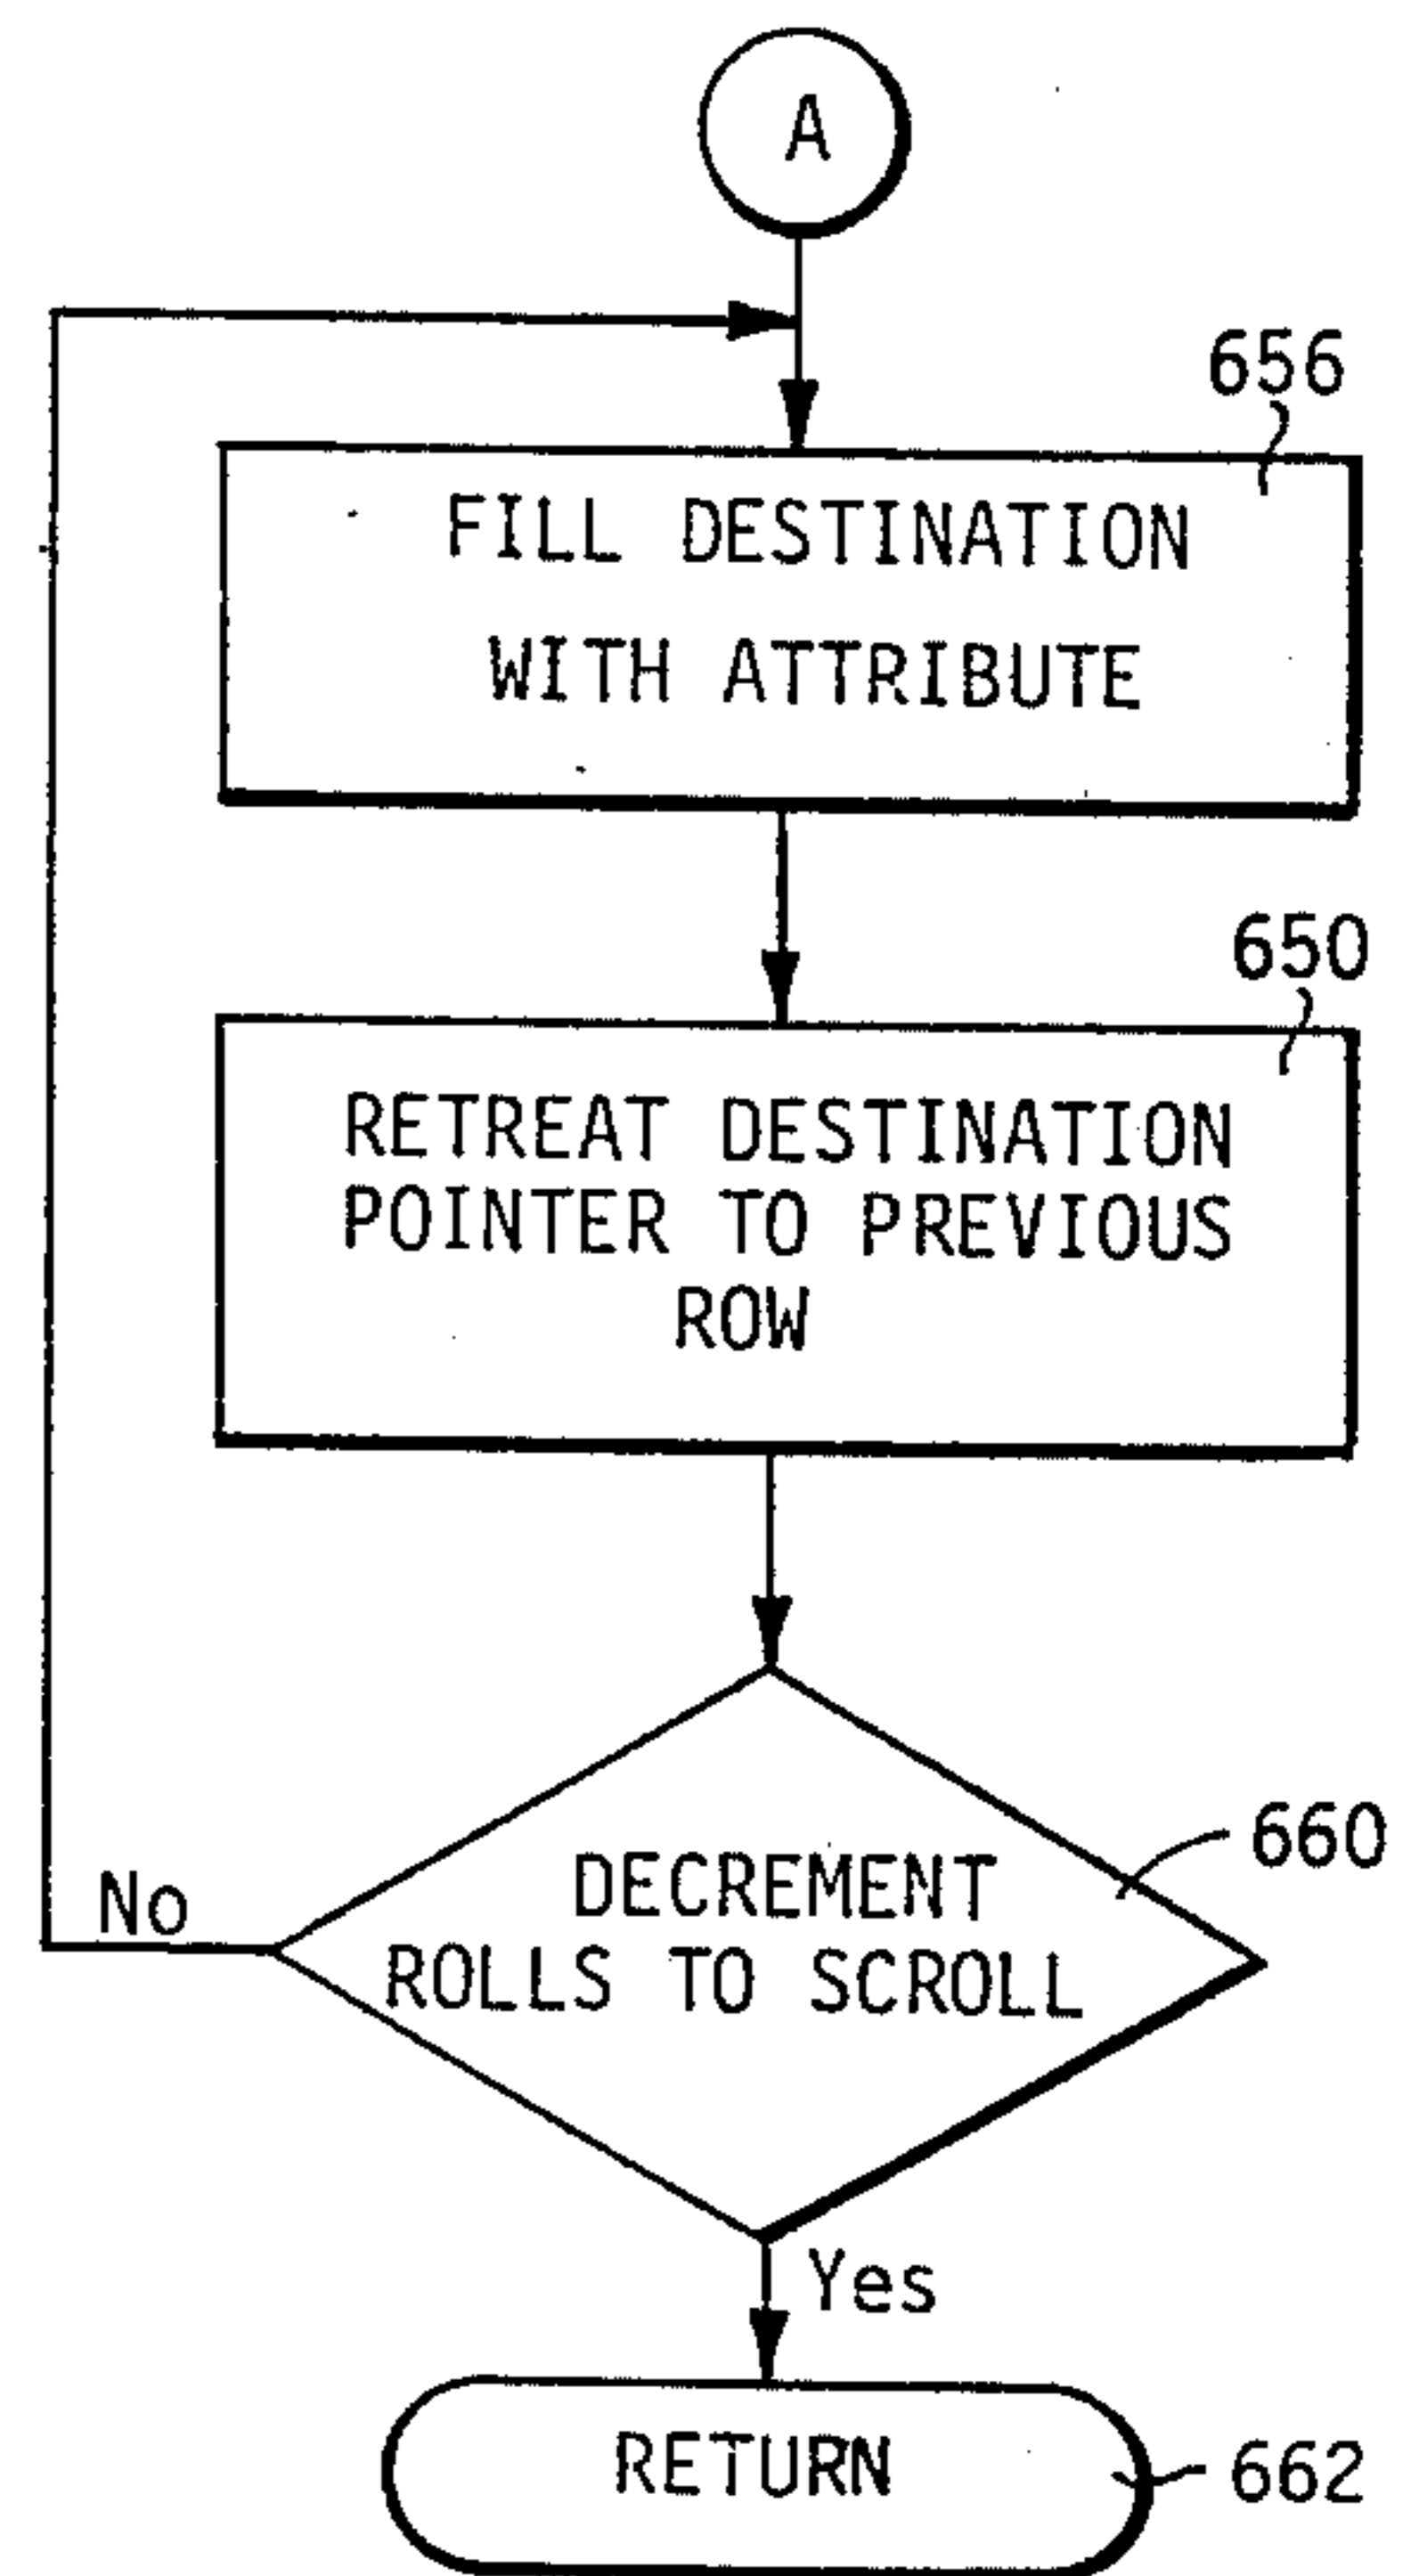 A
656
FILL DESTINATION
WITH ATTRIBUTE
650
RETREAT DESTINATION
POINTER TO PREVIOUS
ROW
660
DECREMENT
ROLLS TO SCROLL
No
Yes
RETURN
662